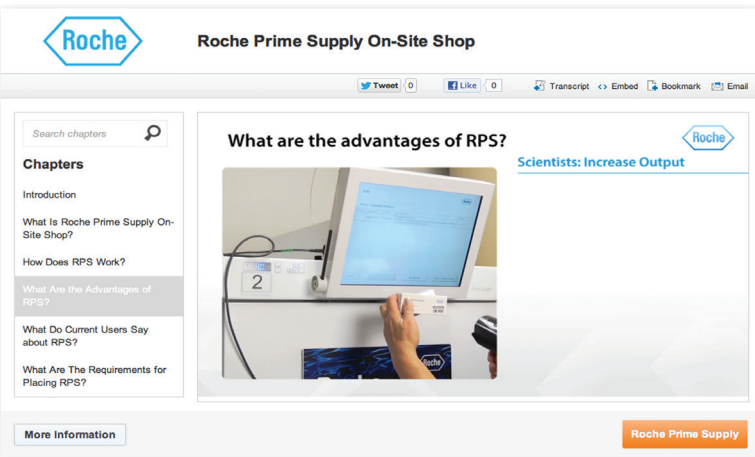 Roche
Roche Prime Supply On-Site Shop
Tweet 0
Like 0
Transcript
Embed
Bookmark
Email
Search chapters
Chapters
Introduction
What Is Roche Prime Supply On-
Site Shop?
How Does RPS Work?
What Are the Advantages of
RPS?
What Do Current Users Say
about RPS?
What Are The Requirements for
Placing RPS?
What are the advantages of RPS?
Roche
Scientists: Increase Output
2
Roche
More Information
Roche Prime Supply